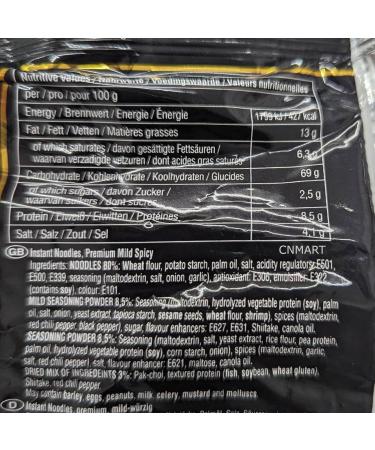 Nutritive values / Nährwerte / Voedingswaarde / Valeurs nutritionnelles
per / pro / pour 100 g
Energy / Brennwert / Energie / Énergie 1799 kJ / 427 kcal
Fat / Fett / Vetten / Matières grasses 13 g
of which saturates / davon gesättigte Fettsäuren /
waarvan verzadigde vetzuren / dont acides gras saturés 6,3 g
Carbohydrate / Kohlenhydrate / Koolhydraten / Glucides 69 g
of which sugars / davon Zucker /
waarvan suikers / dont sucres 2,5 g
Protein / Eiweiß / Eiwitten / Protéines 8,5g
Salt / Salz / Zout / Sel 4,1 g
CNMART
GB Instant Noodles, Premium Mild Spicy
Ingredients: NOODLES 80%: Wheat flour, potato starch, palm oil, salt, acidity regulators: E501,
E500, E339, seasoning (maltodextrin, salt, onion, garlic), antioxidant: E306, emulsifier: E322
(contains soy), colour: E101.
MILD SEASONING POWDER 8,5%: Seasoning (maltodextrin, hydrolyzed vegetable protein (soy), palm
oil, salt, onion, yeast extract, tapioca starch, sesame seeds, wheat flour, shrimp), spices (maltodextrin,
red chili pepper, black pepper), sugar, flavour enhancers: E627, E631, Shiitake, canola oil.
SEASONING POWDER 8,5%: Seasoning (maltodextrin, salt, yeast extract, rice flour, pea protein,
palm oil, hydrolyzed vegetable protein (soy), corn starch, onion), spices (maltodextrin, garlic,
salt, red chili pepper), salt, flavour enhancer: E621, maltose, canola oil.
DRIED MIX OF INGREDIENTS 3%: Pak-choi, textured protein (fish, soybean, wheat gluten),
Shiitake, red chili pepper.
May contain barley, eggs, peanuts, milk, celery, mustard and molluscs
D Instant Noodles, premium, mild-würzig